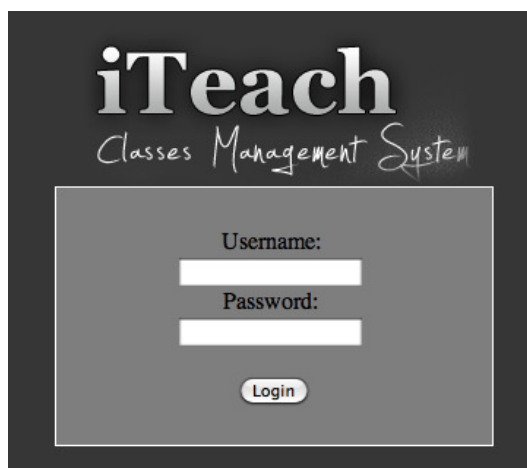 iTeach
Classes Management System
Username:
Password:
Login